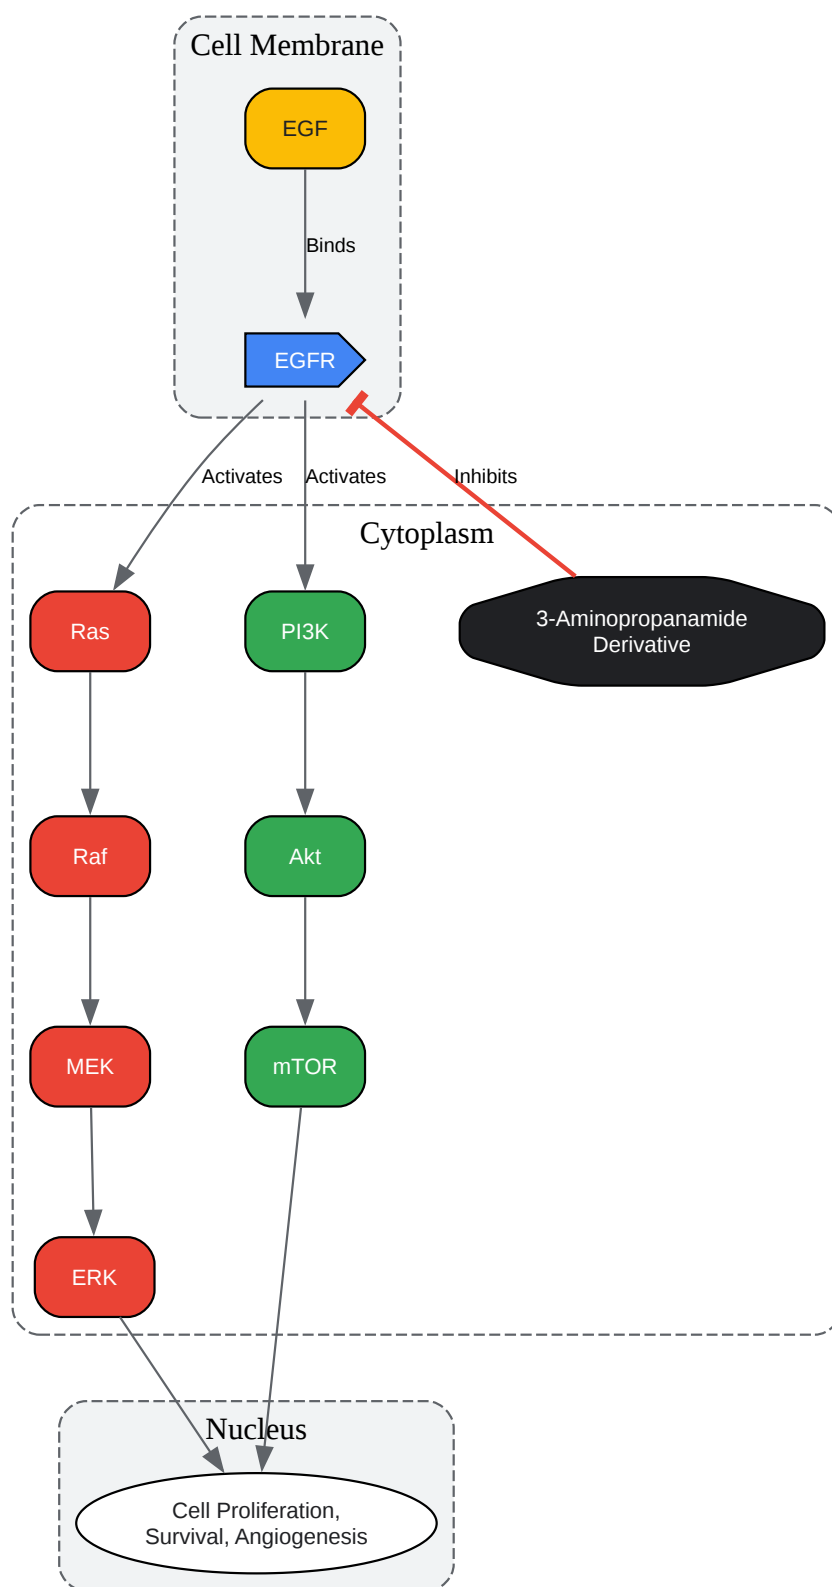 Cell Membrane
EGF
Binds
EGFR
Activates
Activates
Inhibits
Cytoplasm
Ras
PI3K
3-Aminopropanamide
Derivative
Raf
Akt
MEK
mTOR
ERK
Nucleus
Cell Proliferation,
Survival, Angiogenesis